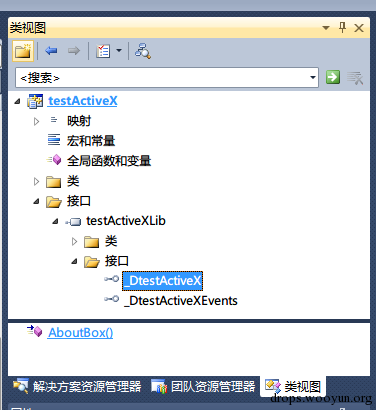 类视图
<搜索>
testActiveX
映射
宏和常量
全局函数和变量
类
接口
testActiveXLib
类
接口
_DtestActiveX
_DtestActiveXEvents
AboutBox()
解决方案资源管理器 团队资源管理器 类视图
drops.wooyun.org